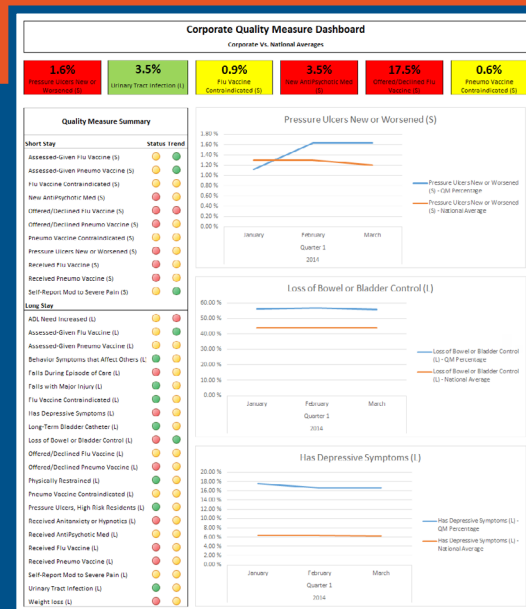 Corporate Quality Measure Dashboard
Corporate Vs. National Averages
1.6%
Pressure Ulcers New or
Worsened (S)
3.5%
Urinary Tract Infection (L)
0.9%
Flu Vaccine
Contraindicated (S)
3.5%
New AntiPsychotic Med
(S)
17.5%
Offered/Declined Flu
Vaccine (S)
0.6%
Pneumo Vaccine
Contraindicated (S)
Quality Measure Summary
Short Stay Status Trend
Assessed-Given Flu Vaccine (S)
Assessed-Given Pneumo Vaccine (S)
Flu Vaccine Contraindicated (S)
New AntiPsychotic Med (S)
Offered/Declined Flu Vaccine (S)
Offered/Declined Pneumo Vaccine (S)
Pneumo Vaccine Contraindicated (S)
Pressure Ulcers New or Worsened (S)
Received Flu Vaccine (S)
Received Pneumo Vaccine (S)
Self-Report Mod to Severe Pain (S)
Long Stay
ADL Need Increased (L)
Assessed-Given Flu Vaccine (L)
Assessed-Given Pneumo Vaccine (L)
Behavior Symptoms that Affect Others (L)
Falls During Episode of Care (L)
Falls with Major Injury (L)
Flu Vaccine Contraindicated (L)
Has Depressive Symptoms (L)
Long-Term Bladder Catheter (L)
Loss of Bowel or Bladder Control (L)
Offered/Declined Flu Vaccine (L)
Offered/Declined Pneumo Vaccine (L)
Physically Restrained (L)
Pneumo Vaccine Contraindicated (L)
Pressure Ulcers, High Risk Residents (L)
Received Antianxiety or Hypnotics (L)
Received AntiPsychotic Med (L)
Received Flu Vaccine (L)
Received Pneumo Vaccine (L)
Self-Report Mod to Severe Pain (L)
Urinary Tract Infection (L)
Weight loss (L)
Pressure Ulcers New or Worsened (S)
1.80 %
1.60 %
1.40 %
1.20 %
1.00 %
0.80 %
0.60 %
0.40 %
0.20 %
0.00 %
January February March
Quarter 1
2014
Pressure Ulcers New or Worsened
(S) - QM Percentage
Pressure Ulcers New or Worsened
(S) - National Average
Loss of Bowel or Bladder Control (L)
60.00 %
50.00 %
40.00 %
30.00 %
20.00 %
10.00 %
0.00 %
January February March
Quarter 1
2014
Loss of Bowel or Bladder Control
(L) - QM Percentage
Loss of Bowel or Bladder Control
(L) - National Average
Has Depressive Symptoms (L)
20.00 %
18.00 %
16.00 %
14.00 %
12.00 %
10.00 %
8.00 %
6.00 %
4.00 %
2.00 %
0.00 %
January February March
Quarter 1
2014
Has Depressive Symptoms (L) -
QM Percentage
Has Depressive Symptoms (L) -
National Average